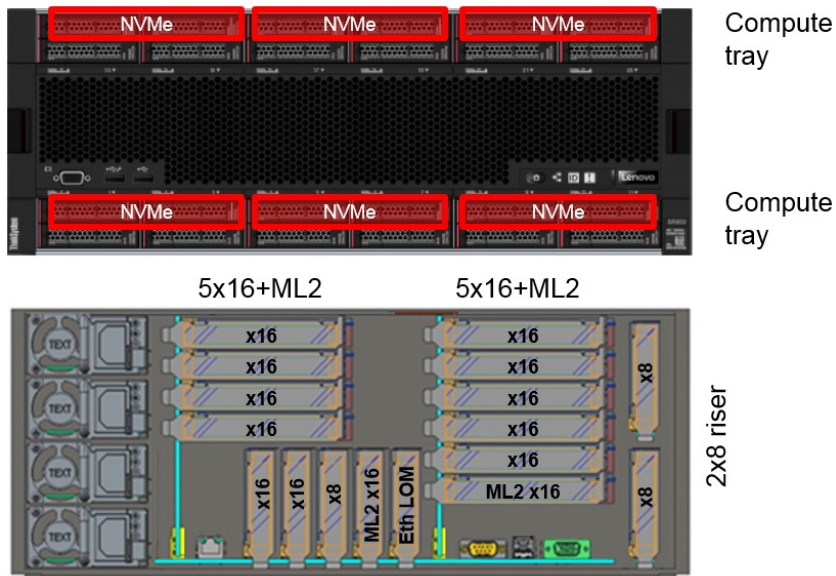 NVMe NVMe NVMe
Compute
tray
Lenovo
NVMe NVMe NVMe
Compute
tray
ThinkSystem
5x16+ML2 5x16+ML2
TEXT
TEXT
TEXT
TEXT
x16
x16
x16
x16
x16
x16
x8
ML2 x16
Eth LOM
x16
x16
x16
x16
x16
ML2 x16
x8
x8
2x8 riser